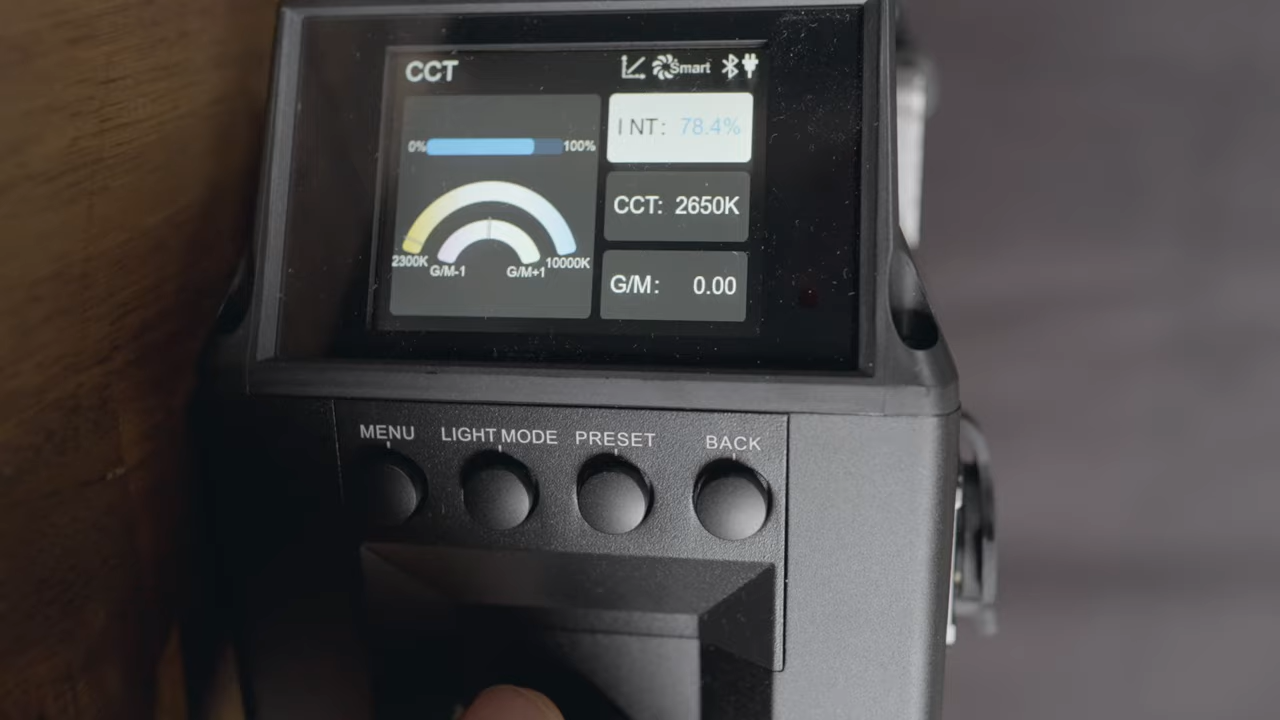 CCT
Smart
0%
100%
2300K
G/M-1
G/M+1
10000K
INT: 78.4%
CCT: 2650K
G/M: 0.00
MENU
LIGHT MODE
PRESET
BACK